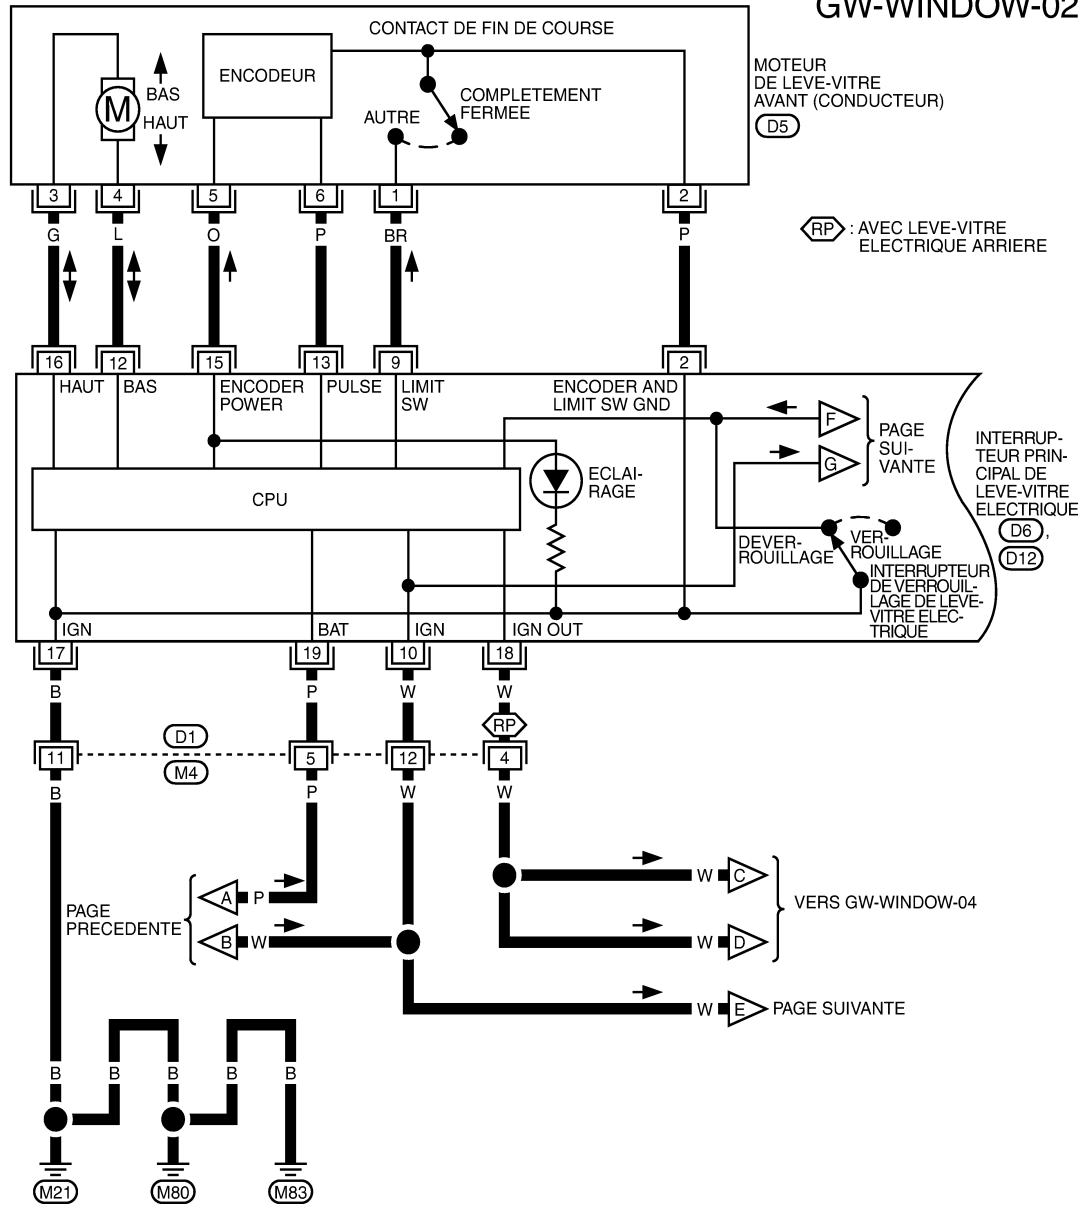 GW-WINDOW-02
CONTACT DE FIN DE COURSE
ENCODEUR
M
BAS
HAUT
AUTRE
COMPLETEMENT
FERMEE
MOTEUR
DE LEVE-VITRE
AVANT (CONDUCTEUR)
D5
3 4 5 6 1 2
G L O P BR P
RP : AVEC LEVE-VITRE
ELECTRIQUE ARRIERE
16 12 15 13 9 2
HAUT BAS ENCODER PULSE LIMIT ENCODER AND
POWER SW LIMIT SW GND
F
G
PAGE
SUI-
VANTE
INTERRUP-
TEUR PRIN-
CIPAL DE
LEVE-VITRE
ELECTRIQUE
D6 ,
D12
CPU
ECLAI-
RAGE
DEVER-
ROUILLAGE
VER-
ROUILLAGE
INTERRUPTEUR
DE VERROUIL-
LAGE DE LEVE-
VITRE ELEC-
TRIQUE
IGN BAT IGN IGN OUT
17 19 10 18
B P W W
RP
D1
11 5 12 4
M4
B P W W
W C
VERS GW-WINDOW-04
W D
PAGE
PRECEDENTE
A P
B W
W E PAGE SUIVANTE
B B B B B
M21 M80 M83